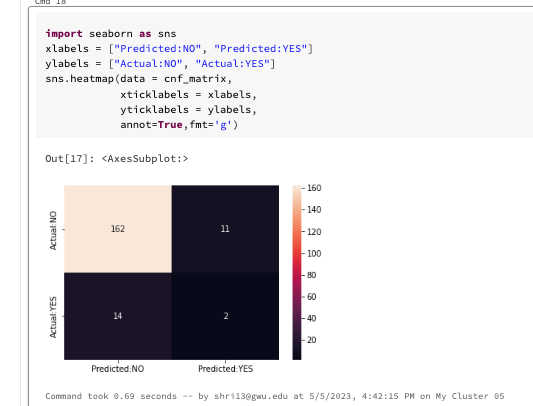 Cmd 18
import seaborn as sns
xlabels = ["Predicted:NO", "Predicted:YES"]
ylabels = ["Actual:NO", "Actual:YES"]
sns.heatmap(data = cnf_matrix,
            xticklabels = xlabels,
            yticklabels = ylabels,
            annot=True,fmt='g')
Out[17]: <AxesSubplot:>
Actual:NO
162
11
Actual:YES
14
2
Predicted:NO
Predicted:YES
160
140
120
100
80
60
40
20
Command took 0.69 seconds -- by shri13@gwu.edu at 5/5/2023, 4:42:15 PM on My Cluster 05